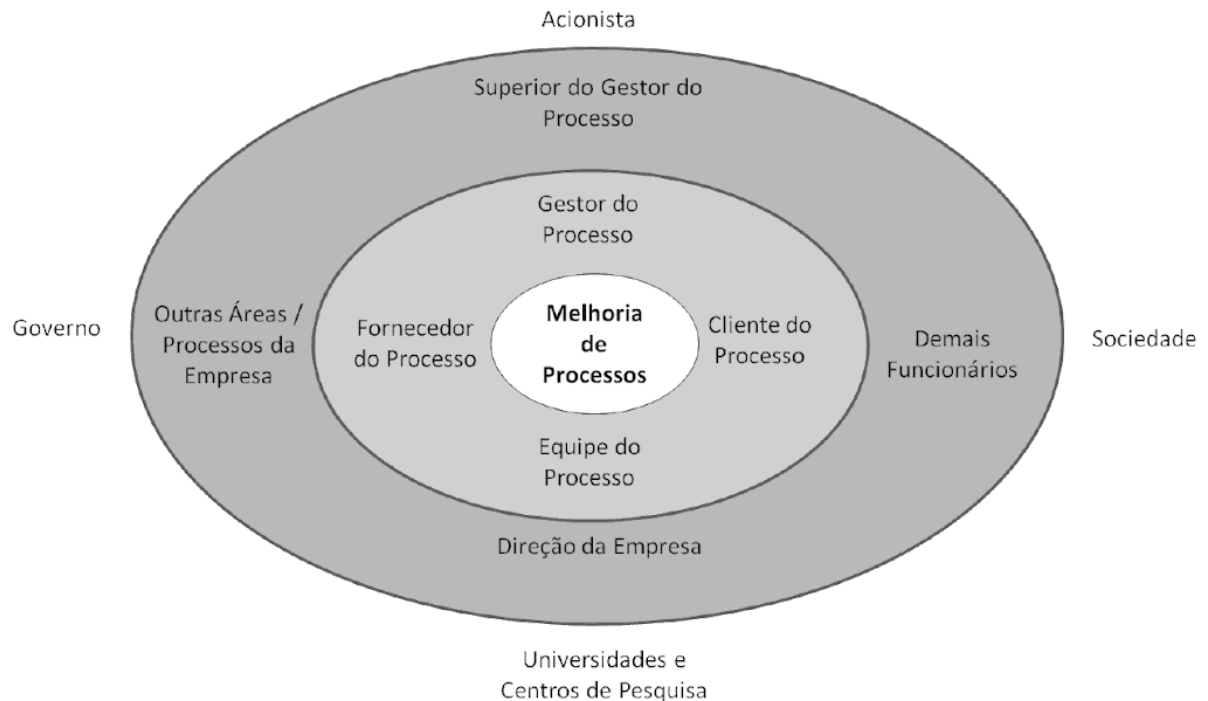 Acionista
Superior do Gestor do
Processo
Gestor do
Processo
Governo
Outras Áreas /
Processos da
Empresa
Fornecedor
do Processo
Melhoria
de
Processos
Cliente do
Processo
Demais
Funcionários
Sociedade
Equipe do
Processo
Direção da Empresa
Universidades e
Centros de Pesquisa